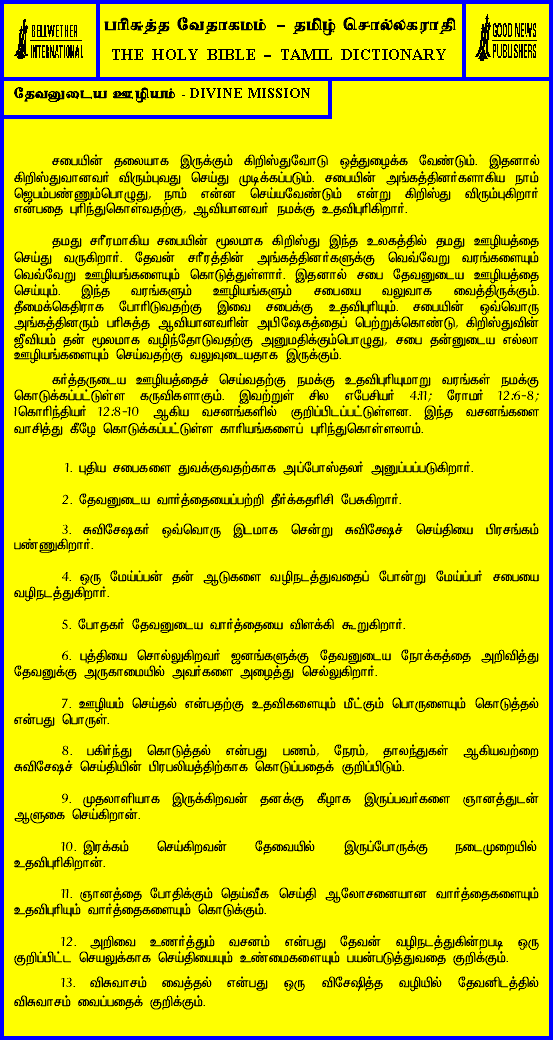 BELLWETHER
INTERNATIONAL
பரிசுத்த வேதாகமம் – தமிழ் சொல்லகராதி
THE HOLY BIBLE – TAMIL DICTIONARY
GOOD NEWS
PUBLISHERS
தேவனுடைய ஊழியம் - DIVINE MISSION
சபையின் தலையாக இருக்கும் கிறிஸ்துவோடு ஒத்துழைக்க வேண்டும். இதனால்
கிறிஸ்துவானவர் விரும்புவது செய்து முடிக்கப்படும். சபையின் அங்கத்தினர்களாகிய நாம்
ஜெபம்பண்ணும்பொழுது, நாம் என்ன செய்யவேண்டும் என்று கிறிஸ்து விரும்புகிறார்
என்பதை புரிந்துகொள்வதற்கு, ஆவியானவர் நமக்கு உதவிபுரிகிறார்.
தமது சரீரமாகிய சபையின் மூலமாக கிறிஸ்து இந்த உலகத்தில் தமது ஊழியத்தை
செய்து வருகிறார். தேவன் சரீரத்தின் அங்கத்தினர்களுக்கு வெவ்வேறு வரங்களையும்
வெவ்வேறு ஊழியங்களையும் கொடுத்துள்ளார். இதனால் சபை தேவனுடைய ஊழியத்தை
செய்யும். இந்த வரங்களும் ஊழியங்களும் சபையை வலுவாக வைத்திருக்கும்.
தீமைக்கெதிராக போரிடுவதற்கு இவை சபைக்கு உதவிபுரியும். சபையின் ஒவ்வொரு
அங்கத்தினரும் பரிசுத்த ஆவியானவரின் அபிஷேகத்தைப் பெற்றுக்கொண்டு, கிறிஸ்துவின்
ஜீவியம் தன் மூலமாக வழிந்தோடுவதற்கு அனுமதிக்கும்பொழுது, சபை தன்னுடைய எல்லா
ஊழியங்களையும் செய்வதற்கு வலுவுடையதாக இருக்கும்.
கர்த்தருடைய ஊழியத்தைச் செய்வதற்கு நமக்கு உதவிபுரியுமாறு வரங்கள் நமக்கு
கொடுக்கப்பட்டுள்ள கருவிகளாகும். இவற்றுள் சில எபேசியர் 4:11; ரோமர் 12:6-8;
1கொரிந்தியர் 12:8-10 ஆகிய வசனங்களில் குறிப்பிடப்பட்டுள்ளன. இந்த வசனங்களை
வாசித்து கீழே கொடுக்கப்பட்டுள்ள காரியங்களைப் புரிந்துகொள்ளலாம்.
1. புதிய சபைகளை துவக்குவதற்காக அப்போஸ்தலர் அனுப்பப்படுகிறார்.
2. தேவனுடைய வார்த்தையைப்பற்றி தீர்க்கதரிசி பேசுகிறார்.
3. சுவிசேஷகர் ஒவ்வொரு இடமாக சென்று சுவிசேஷச் செய்தியை பிரசங்கம்
பண்ணுகிறார்.
4. ஒரு மேய்ப்பன் தன் ஆடுகளை வழிநடத்துவதைப் போன்று மேய்ப்பர் சபையை
வழிநடத்துகிறார்.
5. போதகர் தேவனுடைய வார்த்தையை விளக்கி கூறுகிறார்.
6. புத்தியை சொல்லுகிறவர் ஜனங்களுக்கு தேவனுடைய நோக்கத்தை அறிவித்து
தேவனுக்கு அருகாமையில் அவர்களை அழைத்து செல்லுகிறார்.
7. ஊழியம் செய்தல் என்பதற்கு உதவிகளையும் மீட்கும் பொருளையும் கொடுத்தல்
என்பது பொருள்.
8. பகிர்ந்து கொடுத்தல் என்பது பணம், நேரம், தாலந்துகள் ஆகியவற்றை
சுவிசேஷச் செய்தியின் பிரபலியத்திற்காக கொடுப்பதைக் குறிப்பிடும்.
9. முதலாளியாக இருக்கிறவன் தனக்கு கீழாக இருப்பவர்களை ஞானத்துடன்
ஆளுகை செய்கிறான்.
10. இரக்கம் செய்கிறவன் தேவையில் இருப்போருக்கு நடைமுறையில்
உதவிபுரிகிறான்.
11. ஞானத்தை போதிக்கும் தெய்வீக செய்தி ஆலோசனையான வார்த்தைகளையும்
உதவிபுரியும் வார்த்தைகளையும் கொடுக்கும்.
12. அறிவை உணர்த்தும் வசனம் என்பது தேவன் வழிநடத்துகின்றபடி ஒரு
குறிப்பிட்ட செயலுக்காக செய்தியையும் உண்மைகளையும் பயன்படுத்துவதை குறிக்கும்.
13. விசுவாசம் வைத்தல் என்பது ஒரு விசேஷித்த வழியில் தேவனிடத்தில்
விசுவாசம் வைப்பதைக் குறிக்கும்.